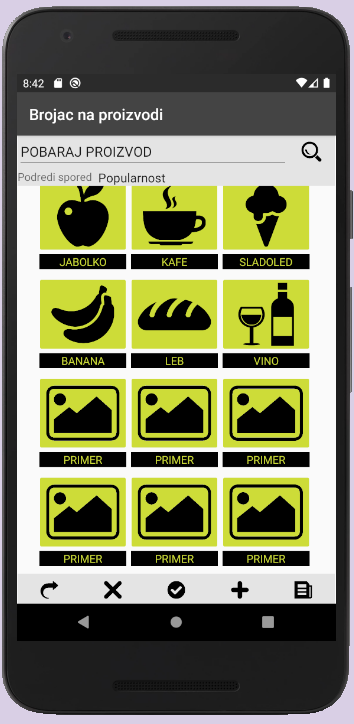 8:42
Brojac na proizvodi
POBARAJ PROIZVOD
Podredi spored Popularnost
JABOLKO KAFE SLADOLED
BANANA LEB VINO
PRIMER PRIMER PRIMER
PRIMER PRIMER PRIMER